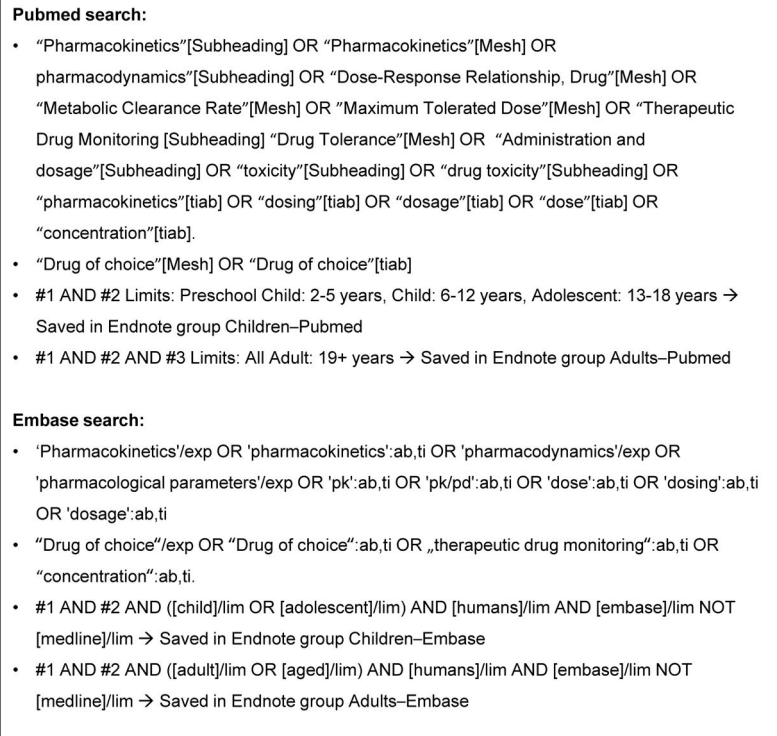 Pubmed search:
• “Pharmacokinetics”[Subheading] OR “Pharmacokinetics”[Mesh] OR
pharmacodynamics”[Subheading] OR “Dose-Response Relationship, Drug”[Mesh] OR
“Metabolic Clearance Rate”[Mesh] OR ”Maximum Tolerated Dose”[Mesh] OR “Therapeutic
Drug Monitoring [Subheading] “Drug Tolerance”[Mesh] OR “Administration and
dosage”[Subheading] OR “toxicity”[Subheading] OR “drug toxicity”[Subheading] OR
“pharmacokinetics”[tiab] OR “dosing”[tiab] OR “dosage”[tiab] OR “dose”[tiab] OR
“concentration”[tiab].
• “Drug of choice”[Mesh] OR “Drug of choice”[tiab]
• #1 AND #2 Limits: Preschool Child: 2-5 years, Child: 6-12 years, Adolescent: 13-18 years →
Saved in Endnote group Children–Pubmed
• #1 AND #2 AND #3 Limits: All Adult: 19+ years → Saved in Endnote group Adults–Pubmed
Embase search:
• ‘Pharmacokinetics'/exp OR 'pharmacokinetics':ab,ti OR 'pharmacodynamics'/exp OR
'pharmacological parameters'/exp OR 'pk':ab,ti OR 'pk/pd':ab,ti OR 'dose':ab,ti OR 'dosing':ab,ti
OR 'dosage':ab,ti
• “Drug of choice“/exp OR “Drug of choice“:ab,ti OR „therapeutic drug monitoring“:ab,ti OR
“concentration“:ab,ti.
• #1 AND #2 AND ([child]/lim OR [adolescent]/lim) AND [humans]/lim AND [embase]/lim NOT
[medline]/lim → Saved in Endnote group Children–Embase
• #1 AND #2 AND ([adult]/lim OR [aged]/lim) AND [humans]/lim AND [embase]/lim NOT
[medline]/lim → Saved in Endnote group Adults–Embase